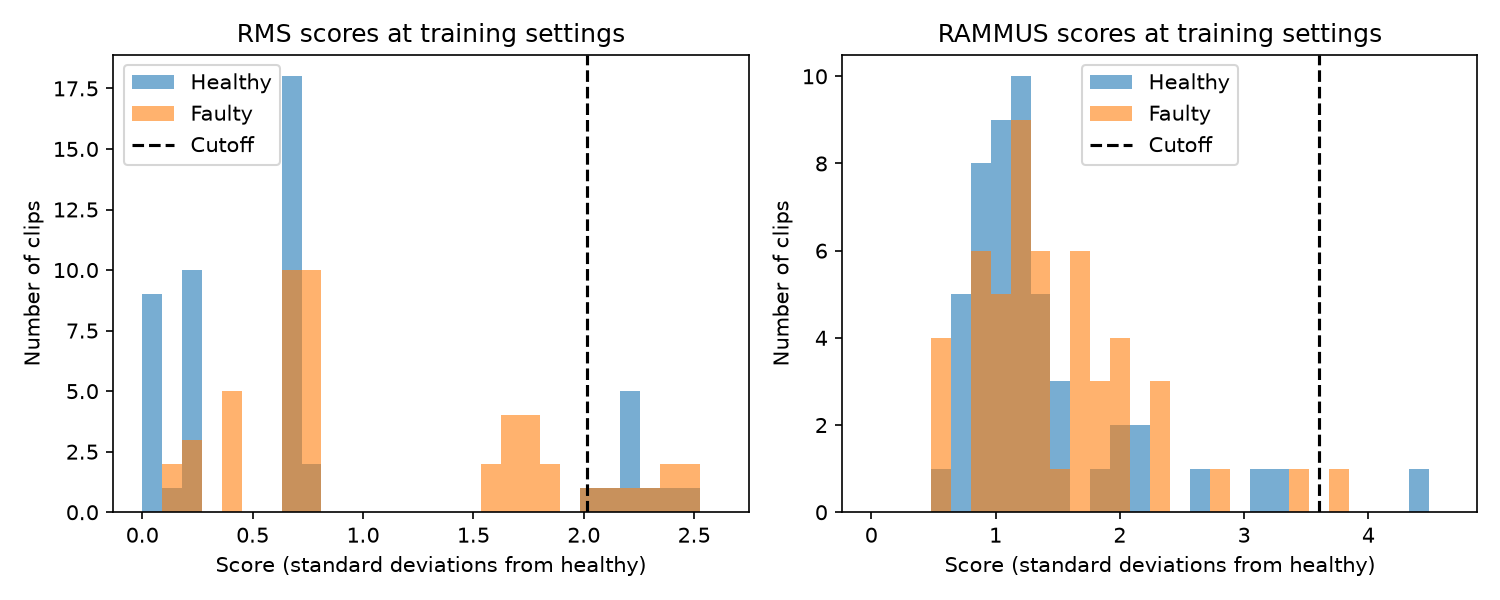 RMS scores at training settings
Number of clips
17.5
15.0
12.5
10.0
7.5
5.0
2.5
0.0
Healthy
Faulty
Cutoff
0.0 0.5 1.0 1.5 2.0 2.5
Score (standard deviations from healthy)
RAMMUS scores at training settings
Number of clips
10
8
6
4
2
0
Healthy
Faulty
Cutoff
0 1 2 3 4
Score (standard deviations from healthy)